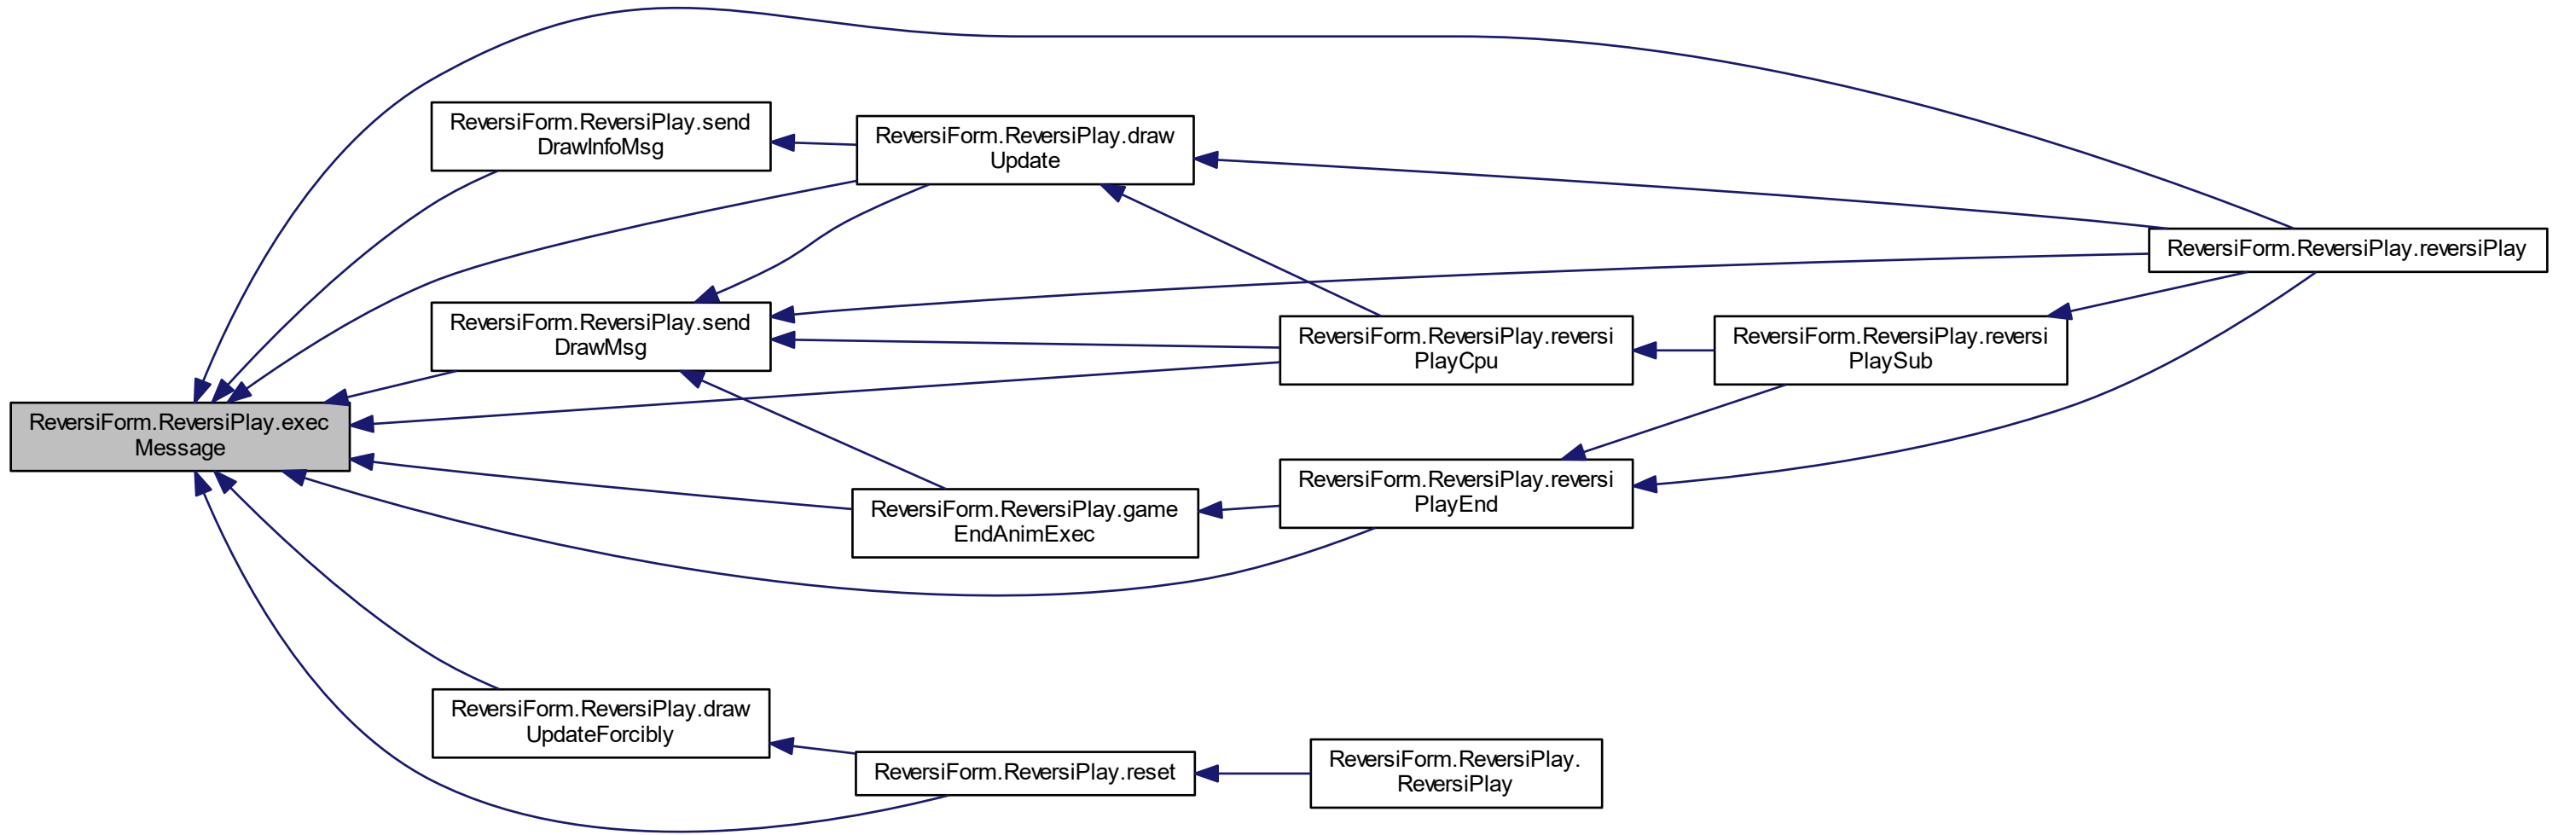 ReversiForm.ReversiPlay.exec
Message
ReversiForm.ReversiPlay.send
DrawInfoMsg
ReversiForm.ReversiPlay.draw
Update
ReversiForm.ReversiPlay.send
DrawMsg
ReversiForm.ReversiPlay.reversiPlay
ReversiForm.ReversiPlay.reversi
PlayCpu
ReversiForm.ReversiPlay.reversi
PlaySub
ReversiForm.ReversiPlay.game
EndAnimExec
ReversiForm.ReversiPlay.reversi
PlayEnd
ReversiForm.ReversiPlay.draw
UpdateForcibly
ReversiForm.ReversiPlay.reset
ReversiForm.ReversiPlay.
ReversiPlay